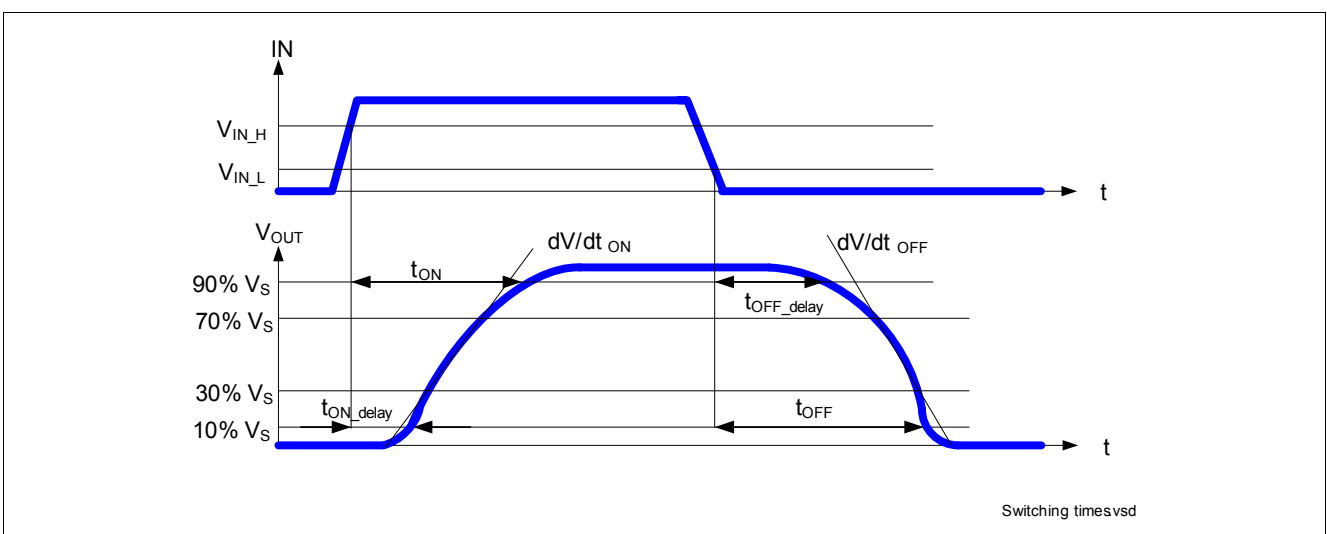 IN
V_IN_H
V_IN_L
t
V_OUT
dV/dt ON
dV/dt OFF
t_ON
90% V_S
t_OFF_delay
70% V_S
30% V_S
t_ON_delay
t_OFF
10% V_S
t
Switching times.vsd